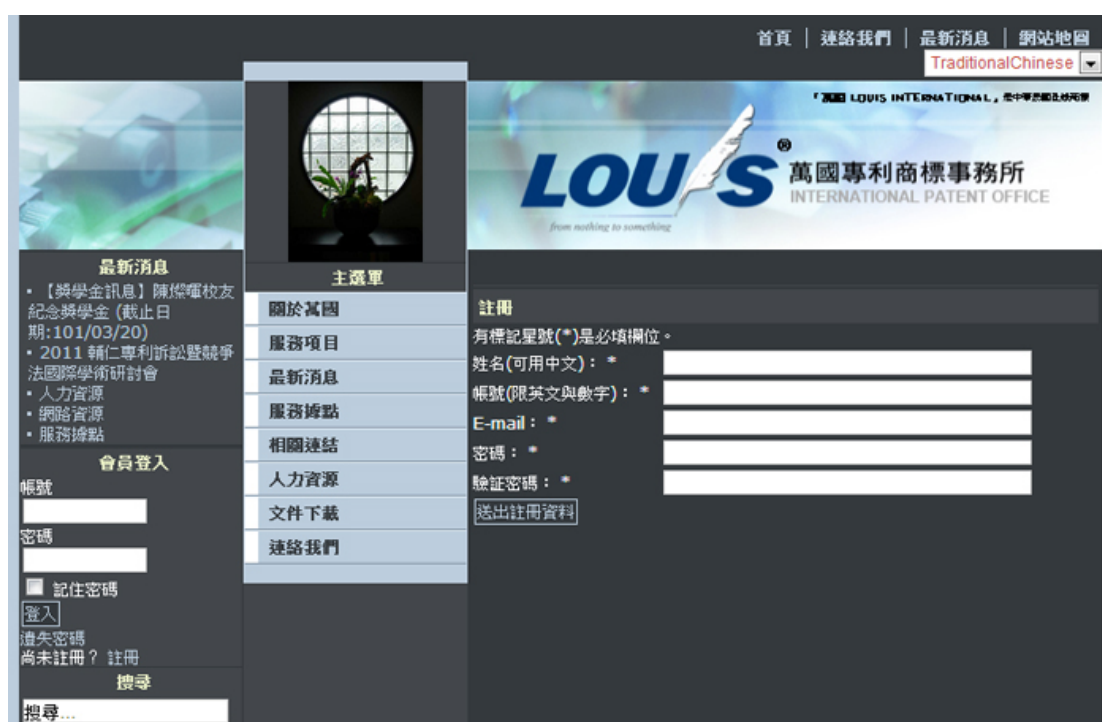 首頁 | 連絡我們 | 最新消息 | 網站地圖
TraditionalChinese
LOUIS INTERNATIONAL
LOUIS®
萬國專利商標事務所
INTERNATIONAL PATENT OFFICE
from nothing to something
最新消息
【獎學金訊息】陳燦暉校友
紀念獎學金 (截止日
期:101/03/20)
2011 輔仁專利訴訟暨競爭
法國際學術研討會
人力資源
網路資源
服務據點
會員登入
帳號
密碼
記住密碼
登入
遺失密碼
尚未註冊? 註冊
搜尋
搜尋...
主選單
關於萬國
服務項目
最新消息
服務據點
相關連結
人力資源
文件下載
連絡我們
註冊
有標記星號(*)是必填欄位。
姓名(可用中文): *
帳號(限英文與數字): *
E-mail: *
密碼: *
驗証密碼: *
送出註冊資料